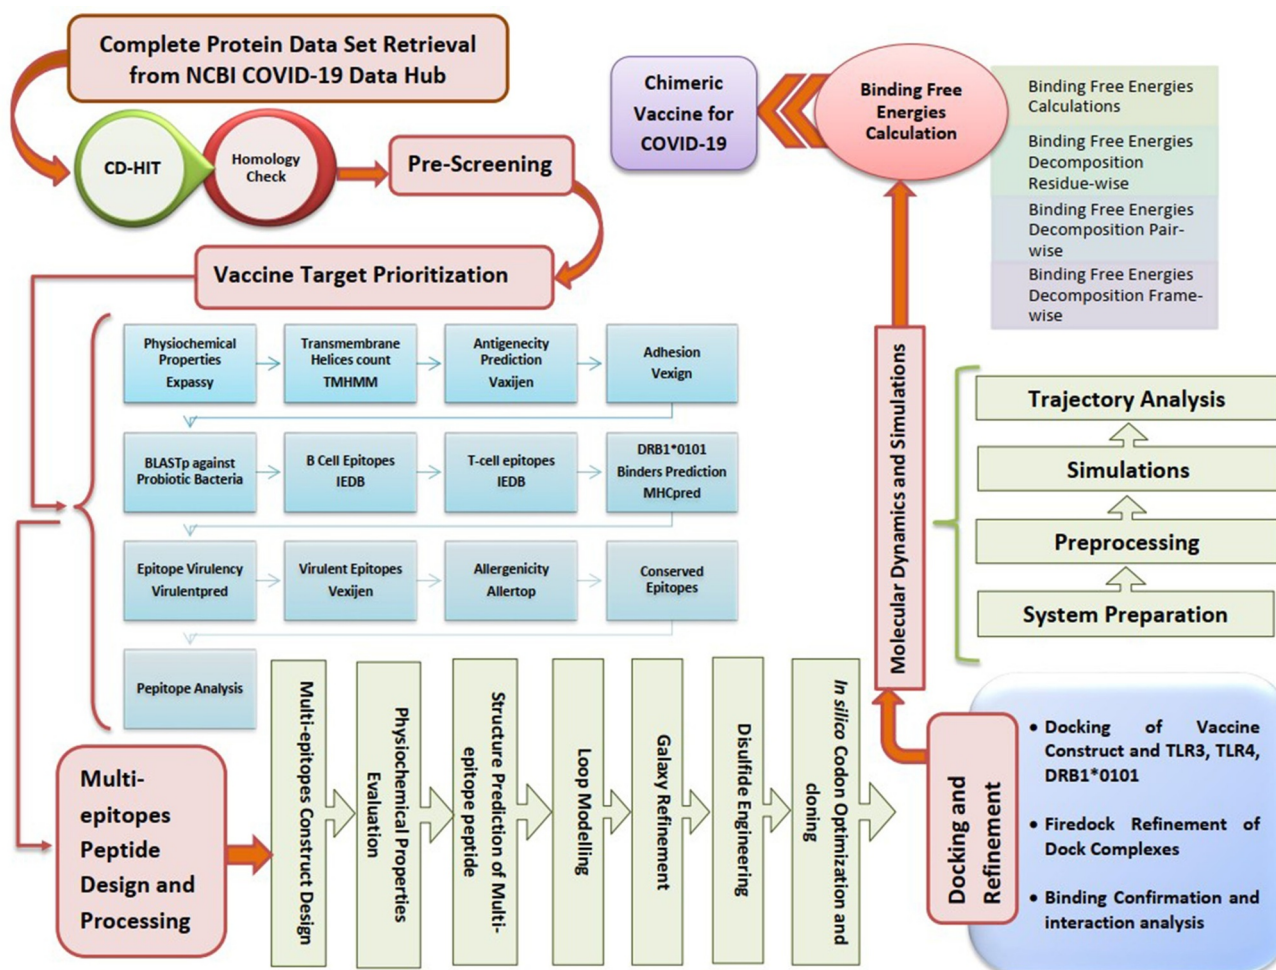 Complete Protein Data Set Retrieval
from NCBI COVID-19 Data Hub
CD-HIT
Homology
Check
Pre-Screening
Vaccine Target Prioritization
Physiochemical
Properties
Expassy
Transmembrane
Helices count
TMHMM
Antigenecity
Prediction
Vaxijen
Adhesion
Vexign
BLASTp against
Probiotic Bacteria
B Cell Epitopes
IEDB
T-cell epitopes
IEDB
DRB1*0101
Binders Prediction
MHCpred
Epitope Virulency
Virulentpred
Virulent Epitopes
Vexijen
Allergenicity
Allertop
Conserved
Epitopes
Pepitope Analysis
Multi-
epitopes
Peptide
Design and
Processing
Multi-epitopes Construct Design
Physiochemical Properties
Evaluation
Structure Prediction of Multi-
epitope peptide
Loop Modelling
Galaxy Refinement
Disulfide Engineering
In silico Codon Optimization and
cloning
Docking and
Refinement
• Docking of Vaccine
Construct and TLR3, TLR4,
DRB1*0101
• Firedock Refinement of
Dock Complexes
• Binding Confirmation and
interaction analysis
Molecular Dynamics and Simulations
Trajectory Analysis
Simulations
Preprocessing
System Preparation
Binding Free
Energies
Calculation
Binding Free Energies
Calculations
Binding Free Energies
Decomposition
Residue-wise
Binding Free Energies
Decomposition Pair-
wise
Binding Free Energies
Decomposition Frame-
wise
Chimeric
Vaccine for
COVID-19